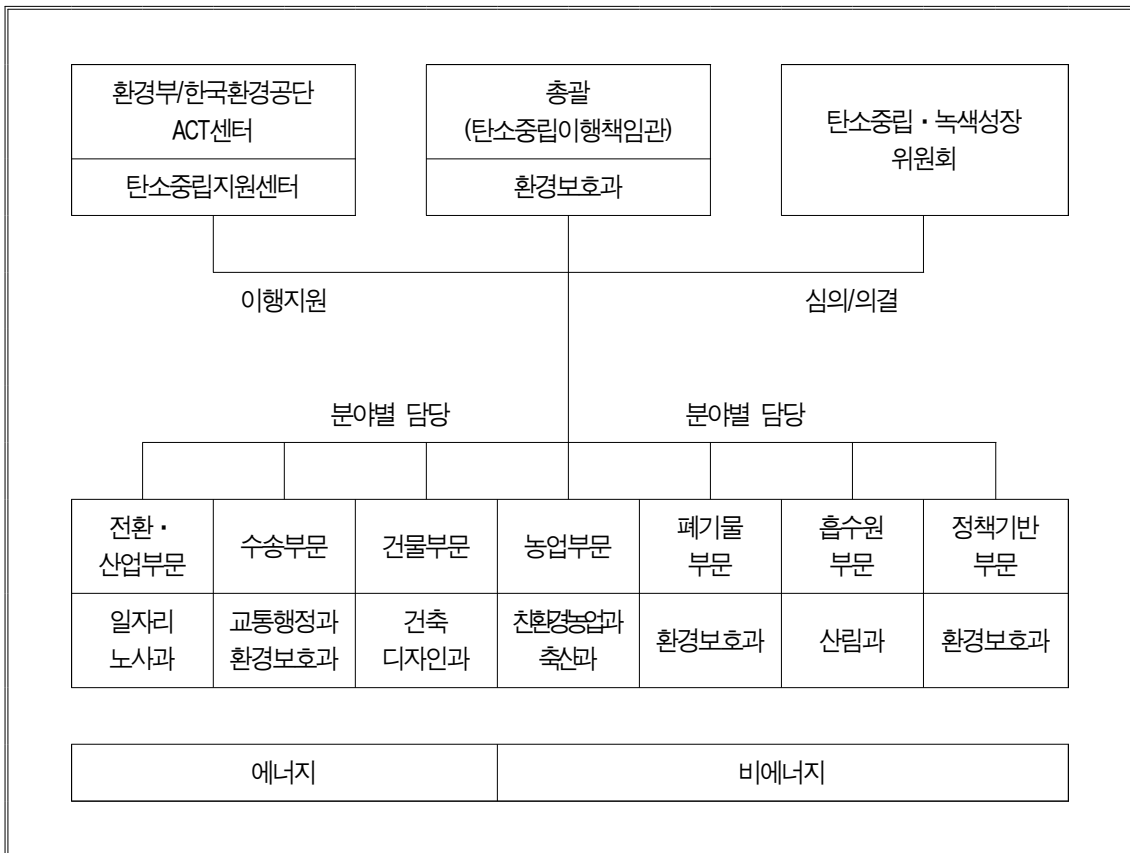 환경부/한국환경공단
ACT센터
탄소중립지원센터
총괄
(탄소중립이행책임관)
환경보호과
탄소중립・녹색성장
위원회
이행지원
심의/의결
분야별 담당
분야별 담당
전환・
산업부문
수송부문
건물부문
농업부문
폐기물
부문
흡수원
부문
정책기반
부문
일자리
노사과
교통행정과
환경보호과
건축
디자인과
친환경농업과
축산과
환경보호과
산림과
환경보호과
에너지
비에너지